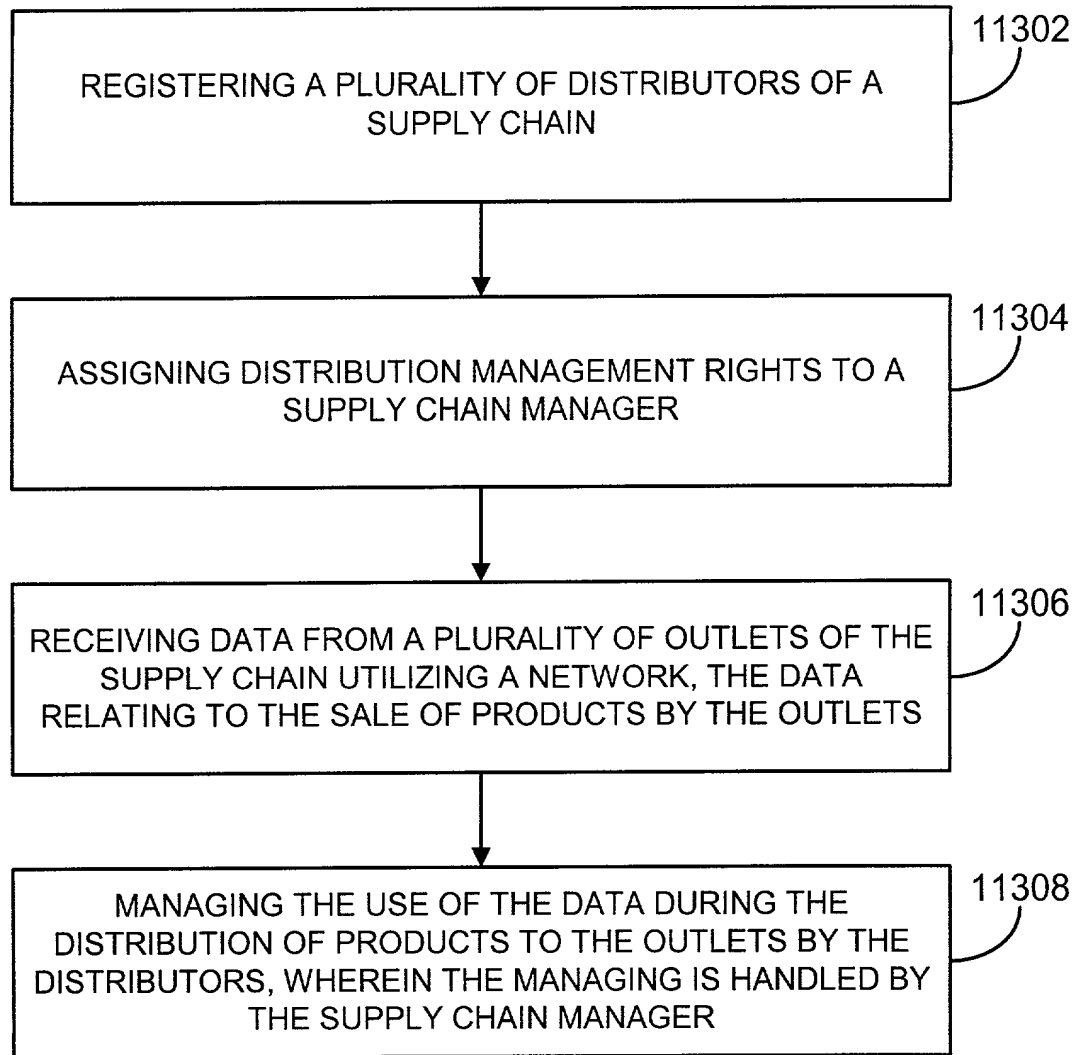 11302
REGISTERING A PLURALITY OF DISTRIBUTORS OF A
SUPPLY CHAIN
11304
ASSIGNING DISTRIBUTION MANAGEMENT RIGHTS TO A
SUPPLY CHAIN MANAGER
11306
RECEIVING DATA FROM A PLURALITY OF OUTLETS OF THE
SUPPLY CHAIN UTILIZING A NETWORK, THE DATA
RELATING TO THE SALE OF PRODUCTS BY THE OUTLETS
11308
MANAGING THE USE OF THE DATA DURING THE
DISTRIBUTION OF PRODUCTS TO THE OUTLETS BY THE
DISTRIBUTORS, WHEREIN THE MANAGING IS HANDLED BY
THE SUPPLY CHAIN MANAGER